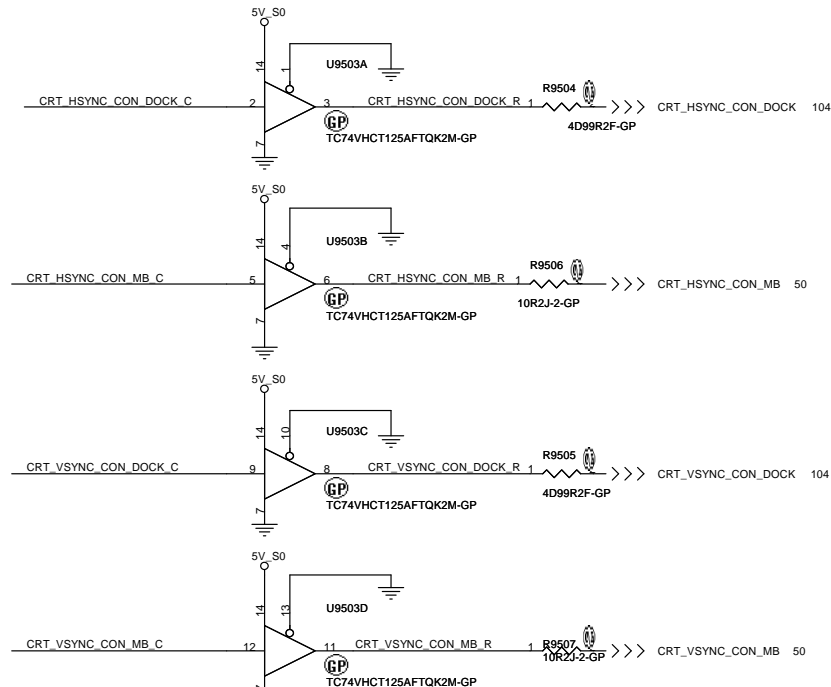 5V_S0
14
1
U9503A
R9504
CRT_HSYNC_CON_DOCK_C
2
3
CRT_HSYNC_CON_DOCK_R
1
CRT_HSYNC_CON_DOCK 104
GP
4D99R2F-GP
TC74VHCT125AFTQK2M-GP
7
5V_S0
14
4
U9503B
R9506
CRT_HSYNC_CON_MB_C
5
6
CRT_HSYNC_CON_MB_R
1
CRT_HSYNC_CON_MB 50
GP
10R2J-2-GP
TC74VHCT125AFTQK2M-GP
7
5V_S0
14
10
U9503C
R9505
CRT_VSYNC_CON_DOCK_C
9
8
CRT_VSYNC_CON_DOCK_R
1
CRT_VSYNC_CON_DOCK 104
GP
4D99R2F-GP
TC74VHCT125AFTQK2M-GP
7
5V_S0
14
13
U9503D
CRT_VSYNC_CON_MB_C
12
11
CRT_VSYNC_CON_MB_R
1
R9507
CRT_VSYNC_CON_MB 50
10R2J-2-GP
GP
TC74VHCT125AFTQK2M-GP